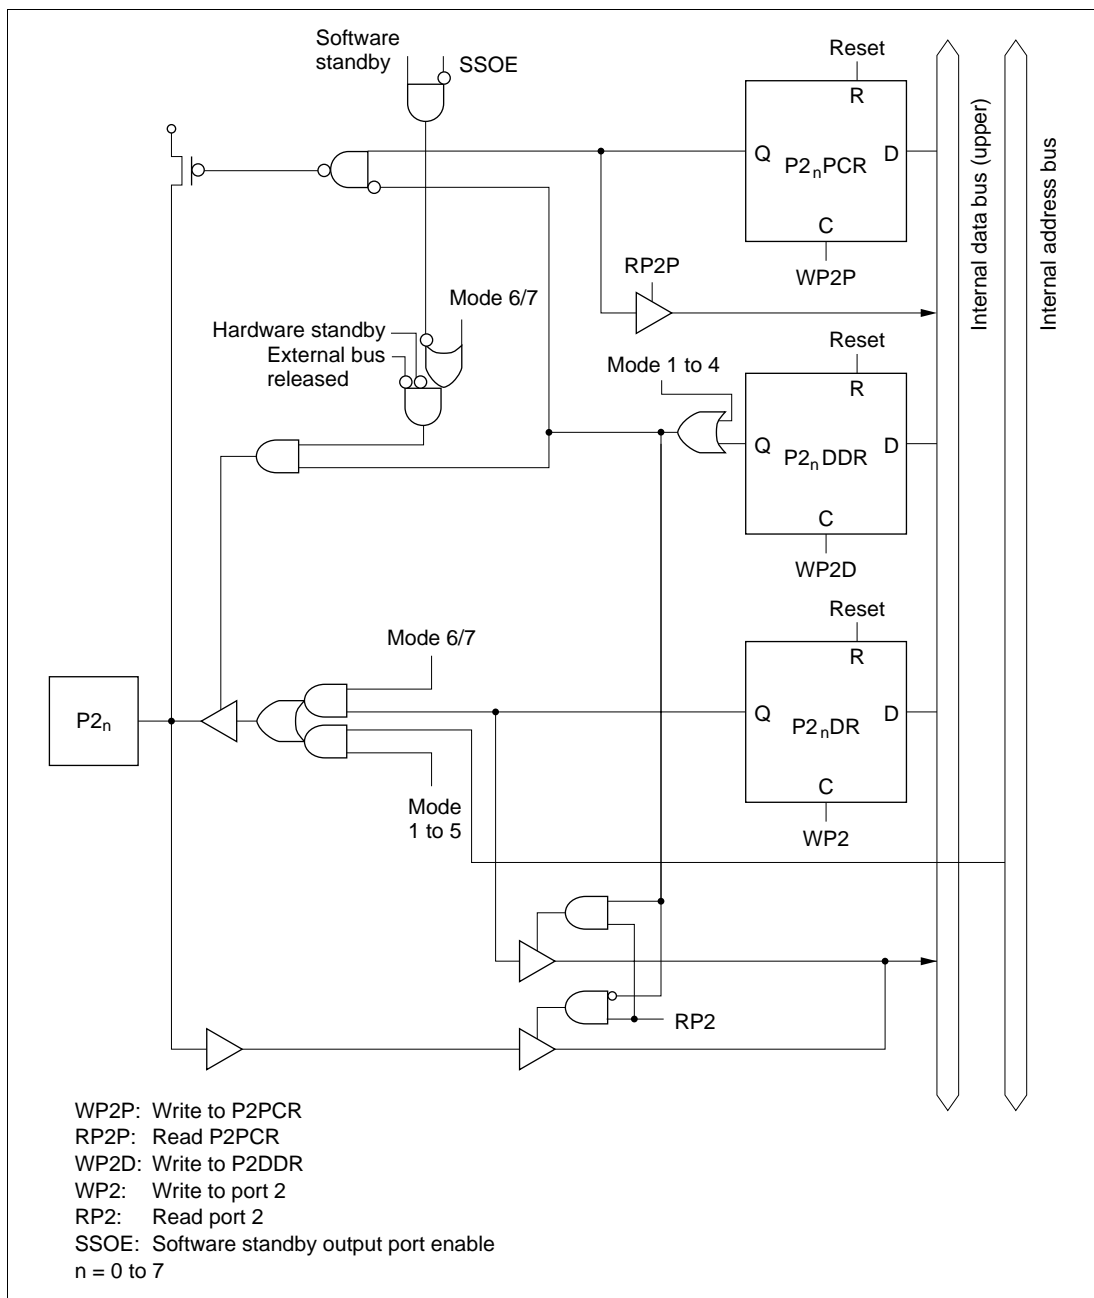 Software
standby
SSOE
Reset
R
Q
P2nPCR
D
C
WP2P
Internal data bus (upper)
Internal address bus
RP2P
Mode 6/7
Hardware standby
External bus
released
Mode 1 to 4
Reset
R
Q
P2nDDR
D
C
WP2D
Reset
R
Mode 6/7
P2n
Q
P2nDR
D
C
WP2
Mode
1 to 5
RP2
WP2P: Write to P2PCR
RP2P: Read P2PCR
WP2D: Write to P2DDR
WP2: Write to port 2
RP2: Read port 2
SSOE: Software standby output port enable
n = 0 to 7